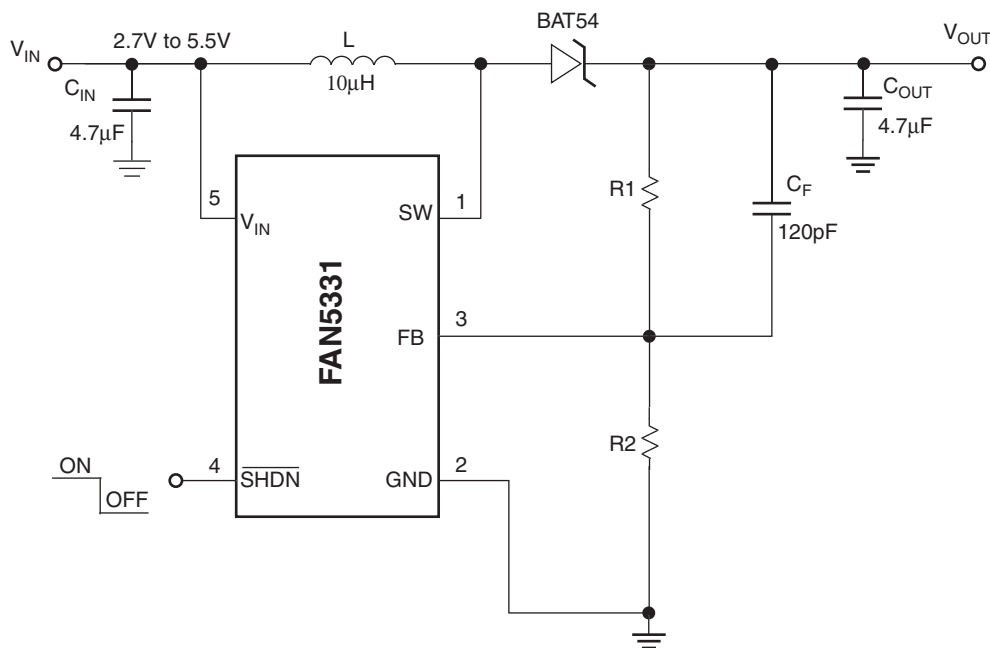 BAT54
V_IN
2.7V to 5.5V
L
V_OUT
10μH
C_IN
4.7μF
C_OUT
4.7μF
5
V_IN
SW
1
R1
C_F
120pF
FAN5331
FB
3
R2
ON
OFF
4
SHDN
GND
2